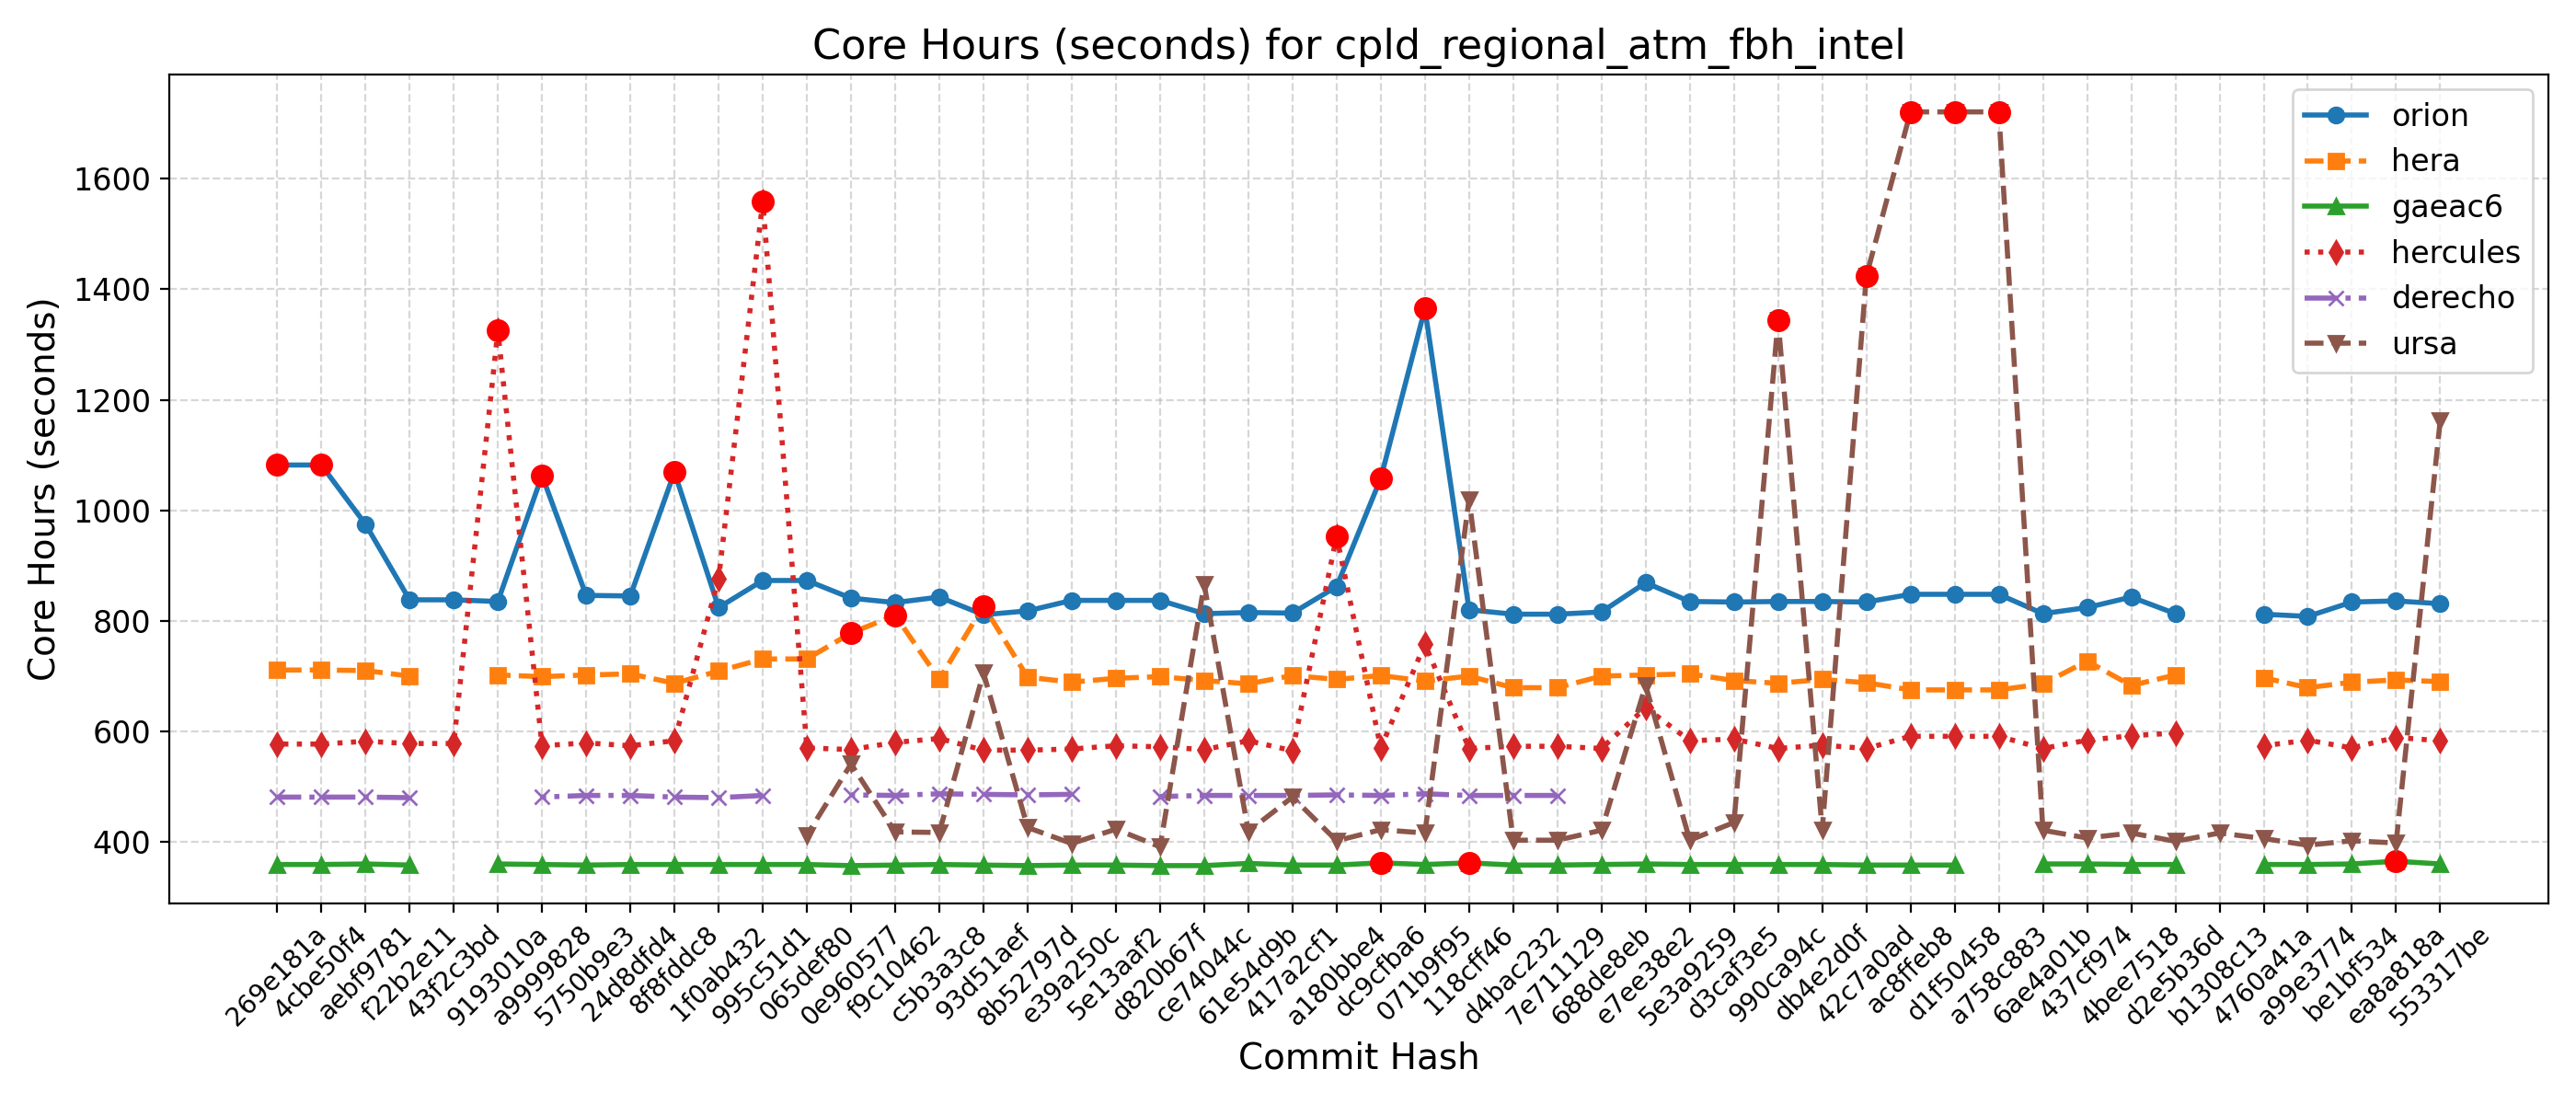 Core Hours (seconds) for cpld_regional_atm_fbh_intel
Core Hours (seconds)
1600
1400
1200
1000
800
600
400
orion
hera
gaeac6
hercules
derecho
ursa
269e181a
4cbe50f4
aebf9781
f22b2e11
43f2c3bd
9193010a
a9999828
5750b9e3
24d8dfd4
8f8fddc8
1f0ab432
995c51d1
065def80
0e960577
f9c10462
c5b3a3c8
93d51aef
8b52797d
e39a250c
5e13aaf2
d820b67f
ce74044c
61e54d9b
417a2cf1
a180bbe4
dc9cfba6
071b9f95
118cff46
d4bac232
7e711129
688de8eb
e7ee38e2
5e3a9259
d3caf3e5
990ca94c
db4e2d0f
42c7a0ad
ac8ffeb8
d1f50458
a758c883
6ae4a01b
437cf974
4bee7518
d2e5b36d
b1308c13
4760a41a
a99e3774
be1bf534
ea8a818a
553317be
Commit Hash